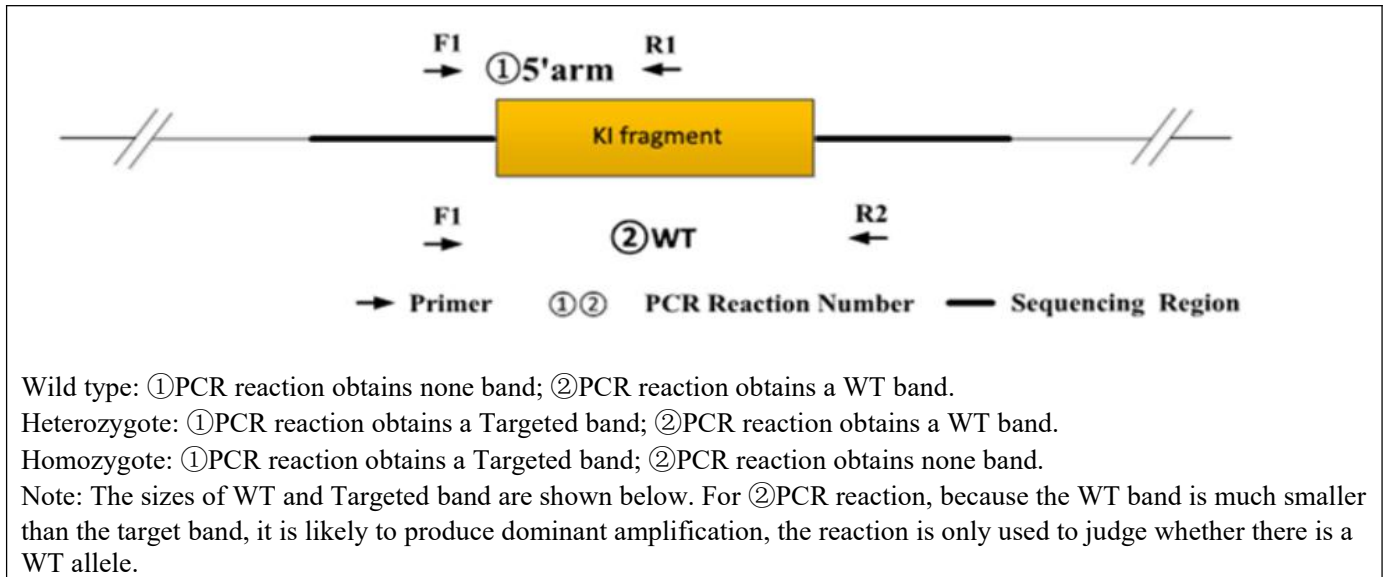 F1 R1
①5'arm
KI fragment
F1 R2
②WT
Primer ①② PCR Reaction Number Sequencing Region
Wild type: ①PCR reaction obtains none band; ②PCR reaction obtains a WT band.
Heterozygote: ①PCR reaction obtains a Targeted band; ②PCR reaction obtains a WT band.
Homozygote: ①PCR reaction obtains a Targeted band; ②PCR reaction obtains none band.
Note: The sizes of WT and Targeted band are shown below. For ②PCR reaction, because the WT band is much smaller
than the target band, it is likely to produce dominant amplification, the reaction is only used to judge whether there is a
WT allele.